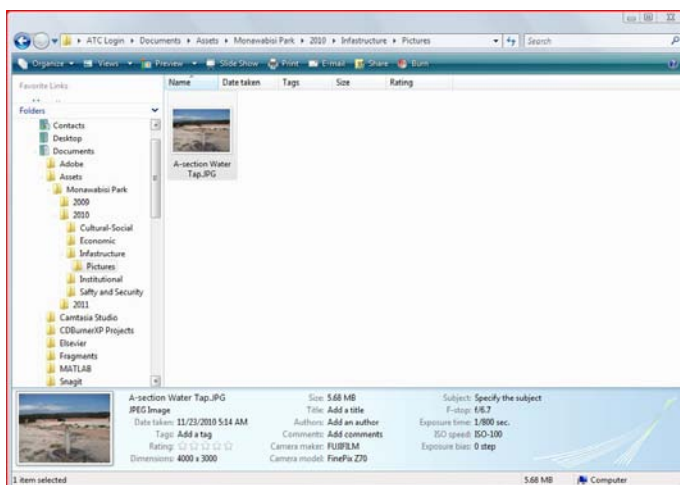 ATC Login ▸ Documents ▸ Assets ▸ Monawabisi Park ▸ 2010 ▸ Infastructure ▸ Pictures
Search
Organize Views Preview Slide Show Print E-mail Share Burn
Favorite Links
Name Date taken Tags Size Rating
Folders
Contacts
Desktop
Documents
Adobe
Assets
Monawabisi Park
2009
2010
Cultural-Social
Economic
Infastructure
Pictures
Institutional
Safty and Security
2011
Camtasia Studio
CDBurnerXP Projects
Elsevier
Fragments
MATLAB
Snagit
A-section Water
Tap.JPG
A-section Water Tap.JPG
JPEG Image
Date taken: 11/23/2010 5:14 AM
Tags: Add a tag
Rating:
Dimensions: 4000 x 3000
Size: 5.68 MB
Title: Add a title
Authors: Add an author
Comments: Add comments
Camera maker: FUJIFILM
Camera model: FinePix Z70
Subject: Specify the subject
F-stop: f/6.7
Exposure time: 1/800 sec.
ISO speed: ISO-100
Exposure bias: 0 step
1 item selected
5.68 MB
Computer